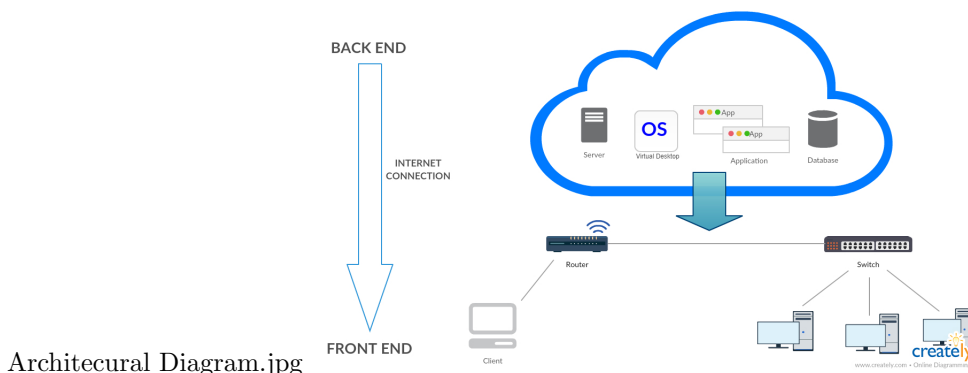 BACK END
INTERNET
CONNECTION
FRONT END
App
App
OS
Server
Virtual Desktop
Application
Database
Router
Switch
Client
creately
www.creately.com • Online Diagramming
Architecural Diagram.jpg